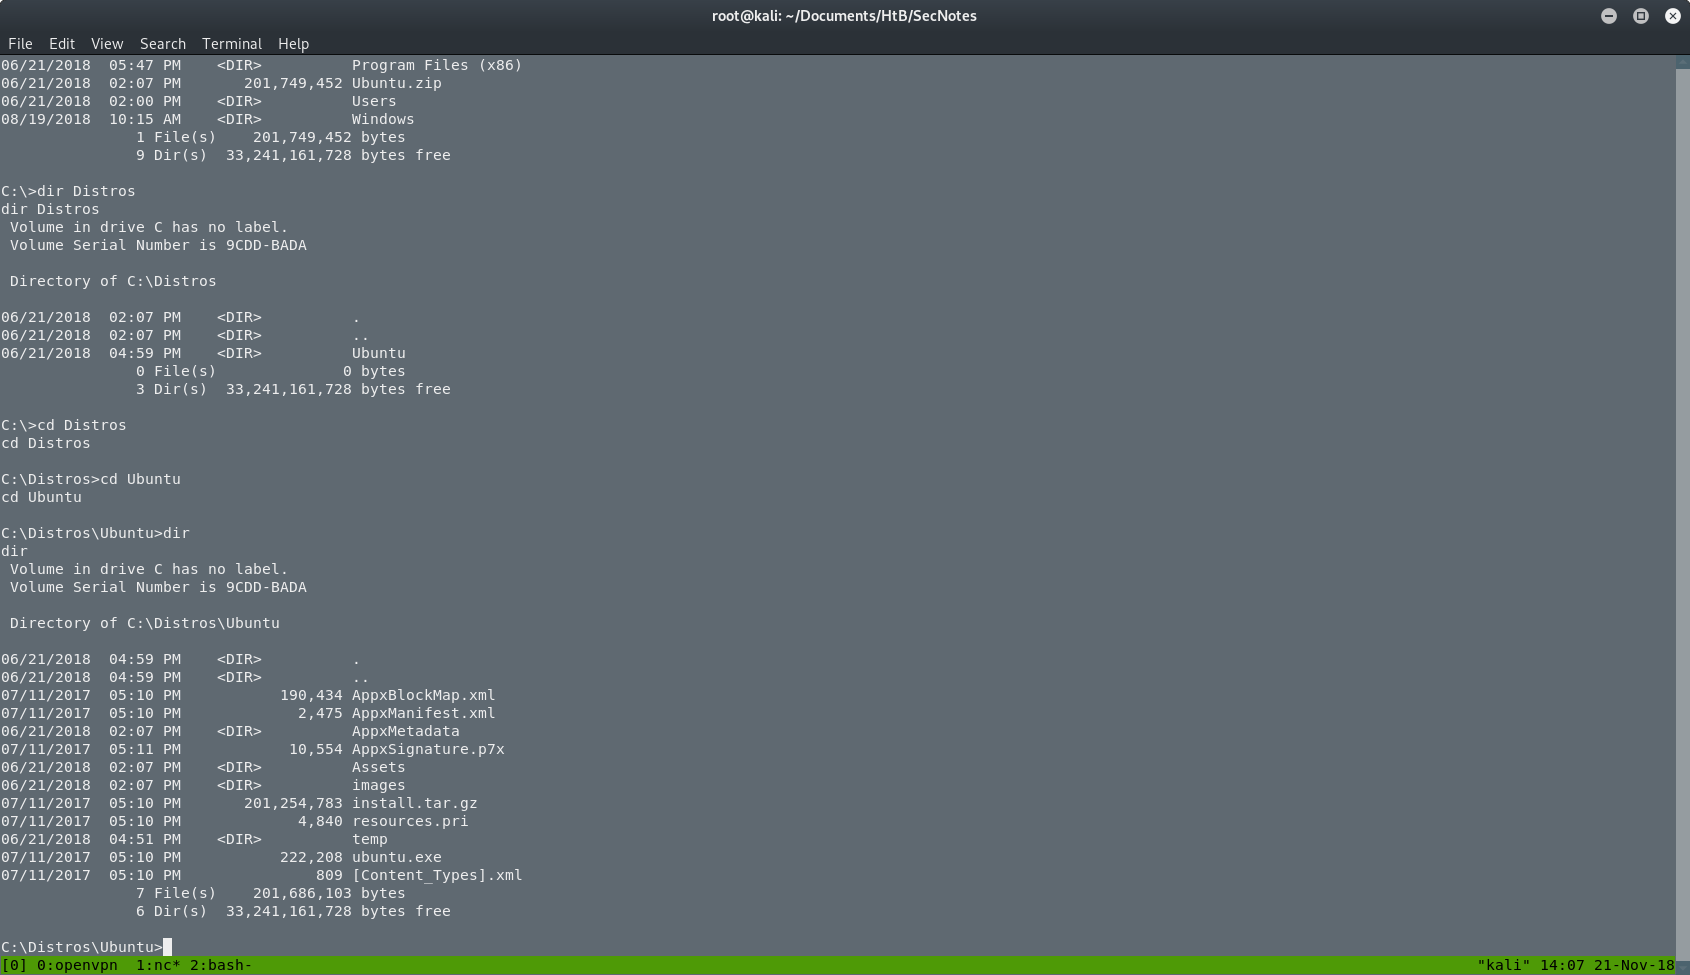 root@kali: ~/Documents/HtB/SecNotes
File Edit View Search Terminal Help
06/21/2018  05:47 PM    <DIR>          Program Files (x86)
06/21/2018  02:07 PM       201,749,452 Ubuntu.zip
06/21/2018  02:00 PM    <DIR>          Users
08/19/2018  10:15 AM    <DIR>          Windows
               1 File(s)    201,749,452 bytes
               9 Dir(s)  33,241,161,728 bytes free
C:\>dir Distros
dir Distros
 Volume in drive C has no label.
 Volume Serial Number is 9CDD-BADA
 Directory of C:\Distros
06/21/2018  02:07 PM    <DIR>          .
06/21/2018  02:07 PM    <DIR>          ..
06/21/2018  04:59 PM    <DIR>          Ubuntu
               0 File(s)              0 bytes
               3 Dir(s)  33,241,161,728 bytes free
C:\>cd Distros
cd Distros
C:\Distros>cd Ubuntu
cd Ubuntu
C:\Distros\Ubuntu>dir
dir
 Volume in drive C has no label.
 Volume Serial Number is 9CDD-BADA
 Directory of C:\Distros\Ubuntu
06/21/2018  04:59 PM    <DIR>          .
06/21/2018  04:59 PM    <DIR>          ..
07/11/2017  05:10 PM           190,434 AppxBlockMap.xml
07/11/2017  05:10 PM             2,475 AppxManifest.xml
06/21/2018  02:07 PM    <DIR>          AppxMetadata
07/11/2017  05:11 PM            10,554 AppxSignature.p7x
06/21/2018  02:07 PM    <DIR>          Assets
06/21/2018  02:07 PM    <DIR>          images
07/11/2017  05:10 PM       201,254,783 install.tar.gz
07/11/2017  05:10 PM             4,840 resources.pri
06/21/2018  04:51 PM    <DIR>          temp
07/11/2017  05:10 PM           222,208 ubuntu.exe
07/11/2017  05:10 PM               809 [Content_Types].xml
               7 File(s)    201,686,103 bytes
               6 Dir(s)  33,241,161,728 bytes free
C:\Distros\Ubuntu>
[0] 0:openvpn  1:nc* 2:bash- "kali" 14:07 21-Nov-18